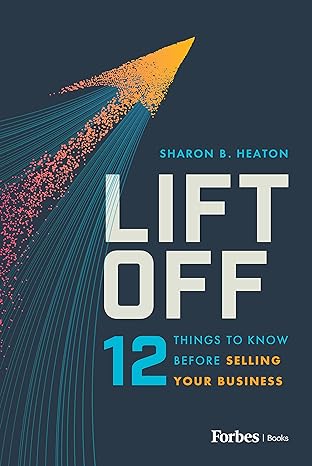 SHARON B. HEATON
LIFT
OFF
12 THINGS TO KNOW
BEFORE SELLING
YOUR BUSINESS
Forbes | Books